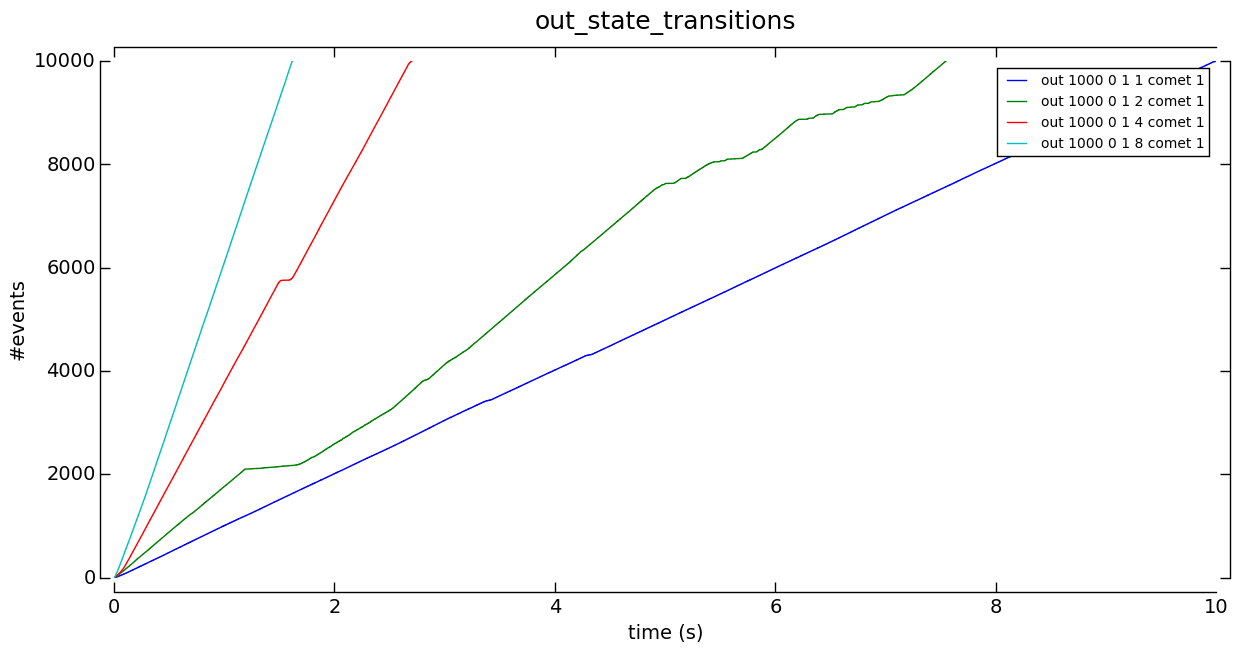 out_state_transitions
10000
8000
6000
4000
2000
0
#events
out 1000 0 1 1 comet 1
out 1000 0 1 2 comet 1
out 1000 0 1 4 comet 1
out 1000 0 1 8 comet 1
0 2 4 6 8 10
time (s)